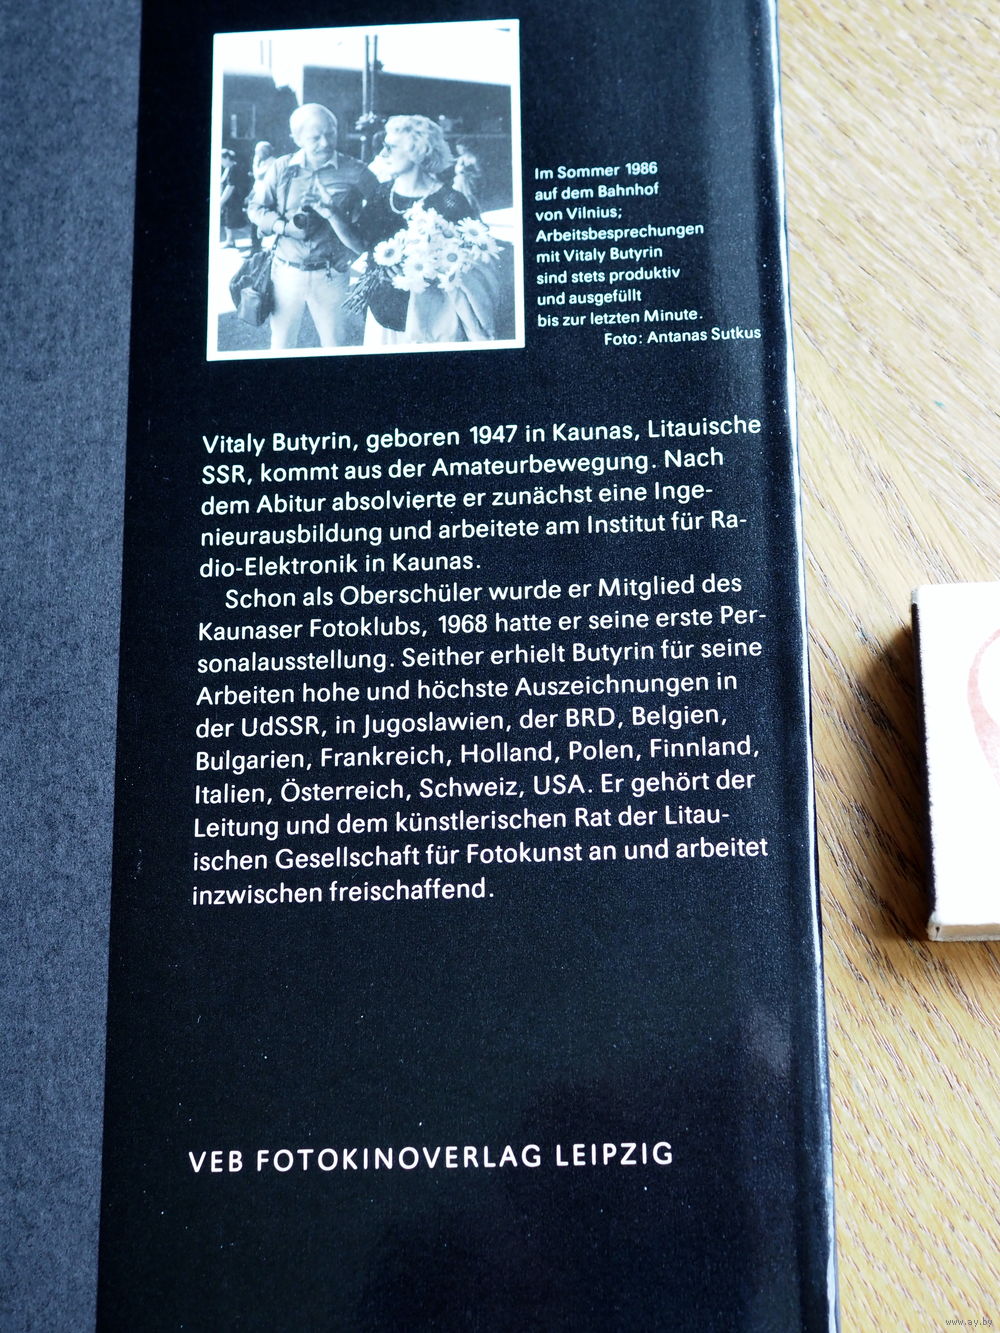 Im Sommer 1986
auf dem Bahnhof
von Vilnius;
Arbeitsbesprechungen
mit Vitaly Butyrin
sind stets produktiv
und ausgefüllt
bis zur letzten Minute.
Foto: Antanas Sutkus
Vitaly Butyrin, geboren 1947 in Kaunas, Litauische
SSR, kommt aus der Amateurbewegung. Nach
dem Abitur absolvierte er zunächst eine Inge-
nieurausbildung und arbeitete am Institut für Ra-
dio-Elektronik in Kaunas.
Schon als Oberschüler wurde er Mitglied des
Kaunaser Fotoklubs, 1968 hatte er seine erste Per-
sonalausstellung. Seither erhielt Butyrin für seine
Arbeiten hohe und höchste Auszeichnungen in
der UdSSR, in Jugoslawien, der BRD, Belgien,
Bulgarien, Frankreich, Holland, Polen, Finnland,
Italien, Österreich, Schweiz, USA. Er gehört der
Leitung und dem künstlerischen Rat der Litau-
ischen Gesellschaft für Fotokunst an und arbeitet
inzwischen freischaffend.
VEB FOTOKINOVERLAG LEIPZIG
www.ay.by